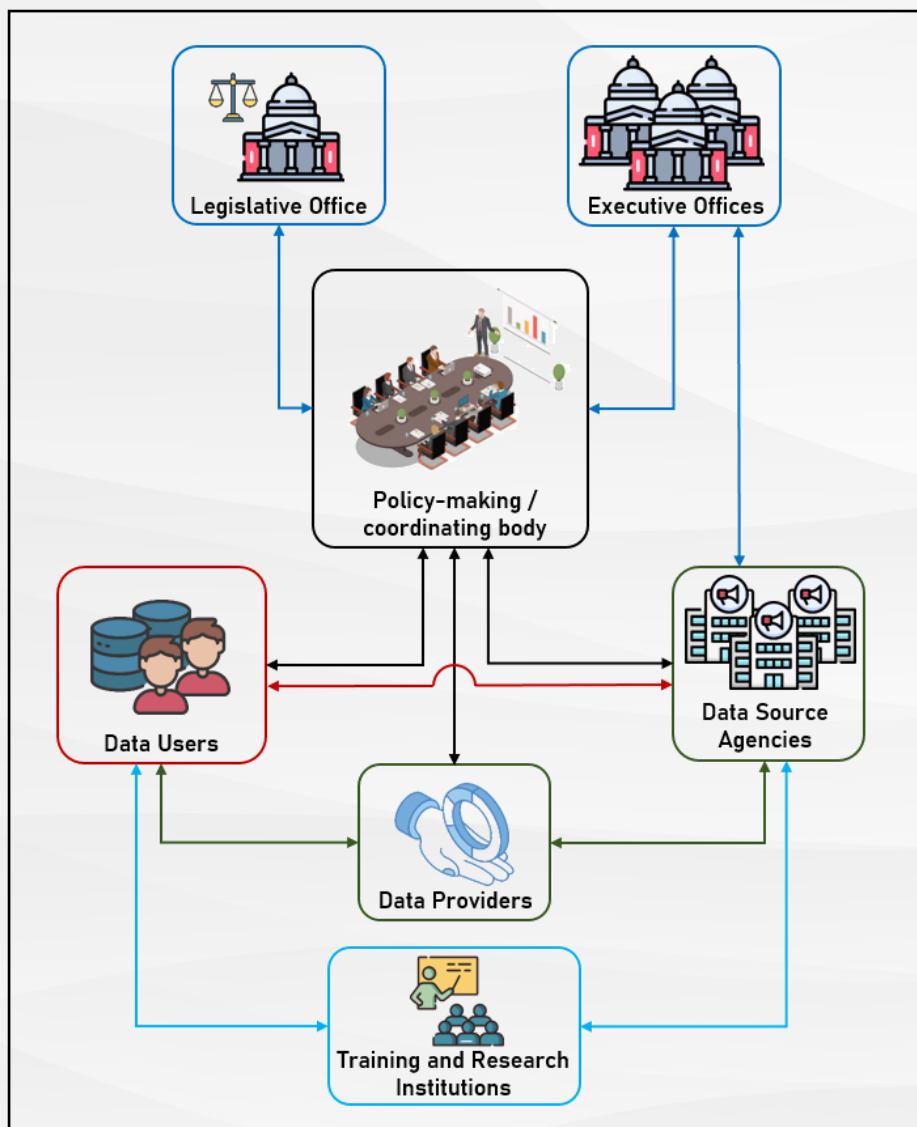 Legislative Office
Executive Offices
Policy-making /
coordinating body
Data Users
Data Source
Agencies
Data Providers
Training and Research
Institutions